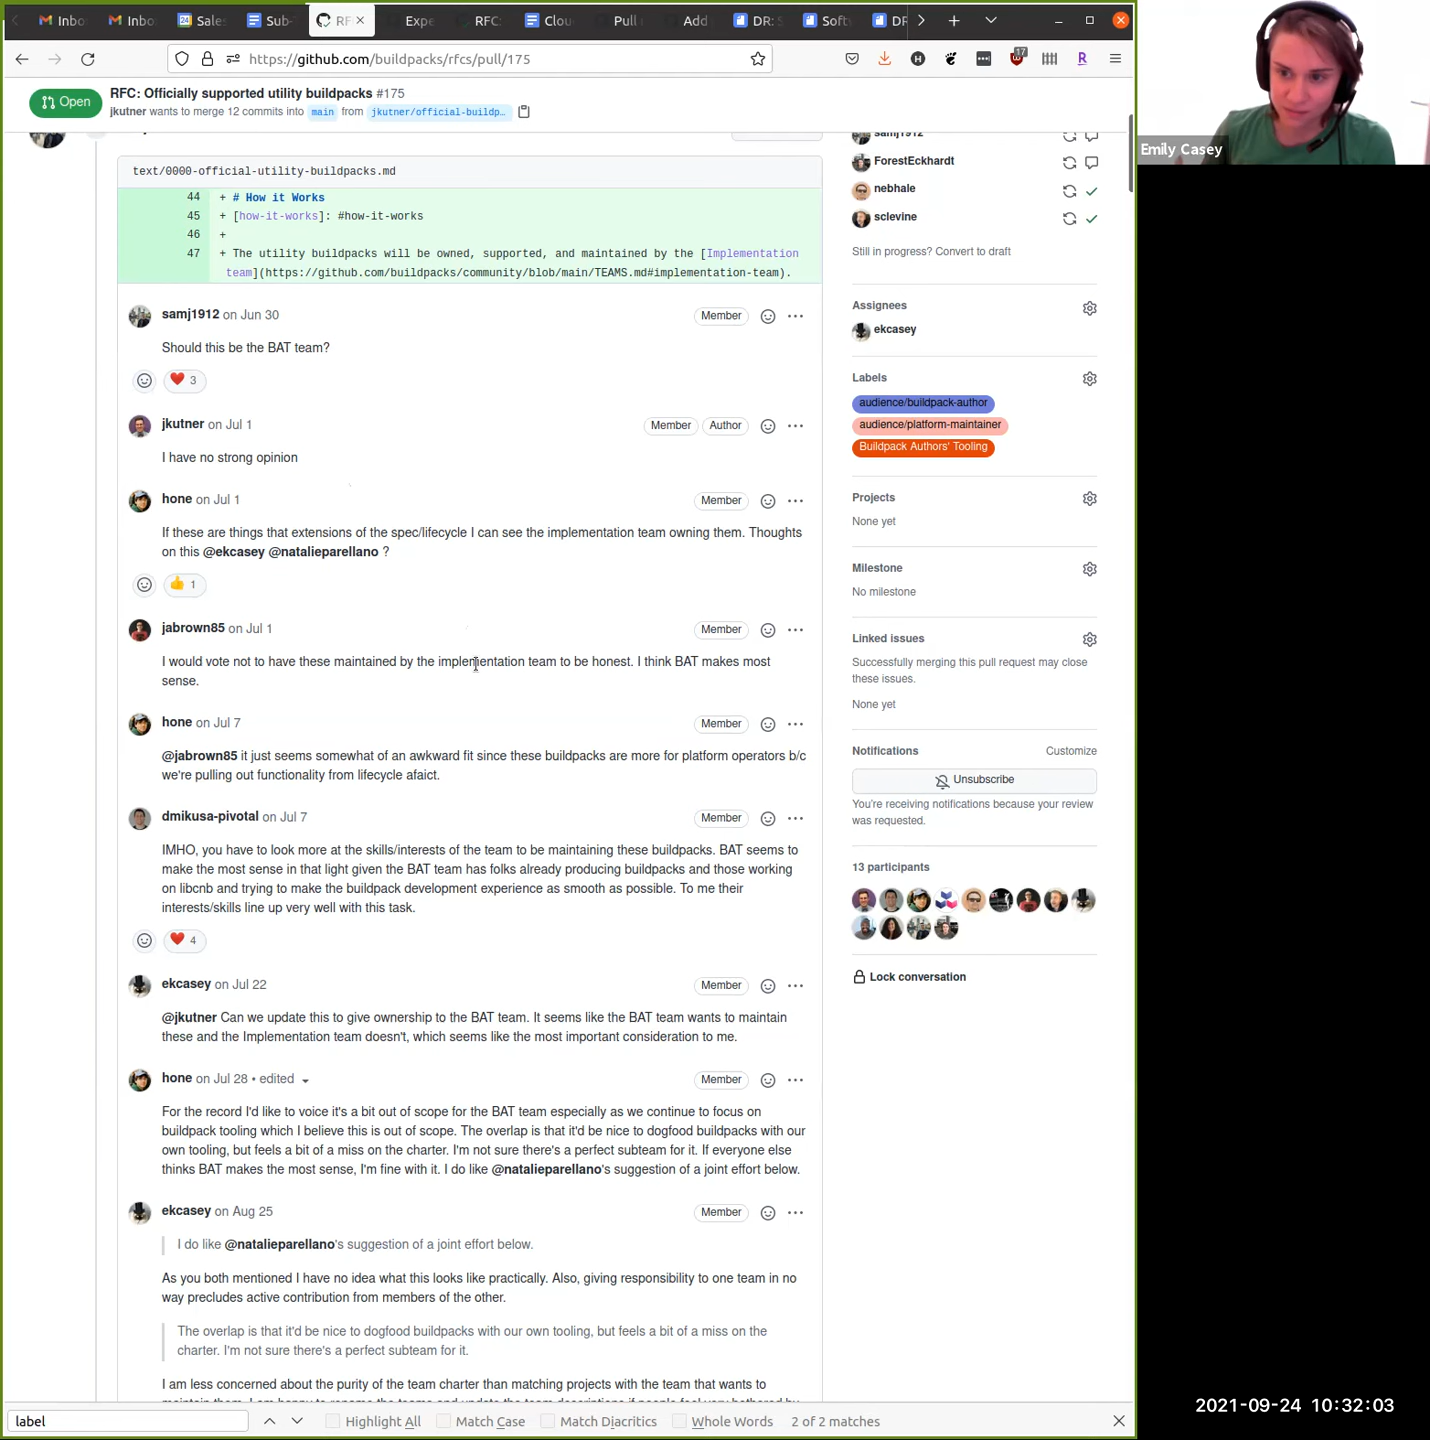 Inbo
Inbo
Sale
Sub-
RF
Expe
RFC:
Clou
Pull
Add
DR: S
Soft
DR
https://github.com/buildpacks/rfcs/pull/175
17
Open
RFC: Officially supported utility buildpacks #175
jkutner wants to merge 12 commits into main from jkutner/official-buildp…
text/0000-official-utility-buildpacks.md
44 + # How it Works
45 + [how-it-works]: #how-it-works
46 +
47 + The utility buildpacks will be owned, supported, and maintained by the [Implementation
team](https://github.com/buildpacks/community/blob/main/TEAMS.md#implementation-team).
samj1912 on Jun 30
Member
Should this be the BAT team?
❤️ 3
jkutner on Jul 1
Member Author
I have no strong opinion
hone on Jul 1
Member
If these are things that extensions of the spec/lifecycle I can see the implementation team owning them. Thoughts
on this @ekcasey @natalieparellano ?
👍 1
jabrown85 on Jul 1
Member
I would vote not to have these maintained by the implementation team to be honest. I think BAT makes most
sense.
hone on Jul 7
Member
@jabrown85 it just seems somewhat of an awkward fit since these buildpacks are more for platform operators b/c
we're pulling out functionality from lifecycle afaict.
dmikusa-pivotal on Jul 7
Member
IMHO, you have to look more at the skills/interests of the team to be maintaining these buildpacks. BAT seems to
make the most sense in that light given the BAT team has folks already producing buildpacks and those working
on libcnb and trying to make the buildpack development experience as smooth as possible. To me their
interests/skills line up very well with this task.
❤️ 4
ekcasey on Jul 22
Member
@jkutner Can we update this to give ownership to the BAT team. It seems like the BAT team wants to maintain
these and the Implementation team doesn't, which seems like the most important consideration to me.
hone on Jul 28 • edited
Member
For the record I'd like to voice it's a bit out of scope for the BAT team especially as we continue to focus on
buildpack tooling which I believe this is out of scope. The overlap is that it'd be nice to dogfood buildpacks with our
own tooling, but feels a bit of a miss on the charter. I'm not sure there's a perfect subteam for it. If everyone else
thinks BAT makes the most sense, I'm fine with it. I do like @natalieparellano's suggestion of a joint effort below.
ekcasey on Aug 25
Member
I do like @natalieparellano's suggestion of a joint effort below.
As you both mentioned I have no idea what this looks like practically. Also, giving responsibility to one team in no
way precludes active contribution from members of the other.
The overlap is that it'd be nice to dogfood buildpacks with our own tooling, but feels a bit of a miss on the
charter. I'm not sure there's a perfect subteam for it.
I am less concerned about the purity of the team charter than matching projects with the team that wants to
samj1912
ForestEckhardt
nebhale
sclevine
Still in progress? Convert to draft
Assignees
ekcasey
Labels
audience/buildpack-author
audience/platform-maintainer
Buildpack Authors' Tooling
Projects
None yet
Milestone
No milestone
Linked issues
Successfully merging this pull request may close
these issues.
None yet
Notifications
Customize
Unsubscribe
You're receiving notifications because your review
was requested.
13 participants
Lock conversation
label
Highlight All
Match Case
Match Diacritics
Whole Words
2 of 2 matches
Emily Casey
2021-09-24 10:32:03